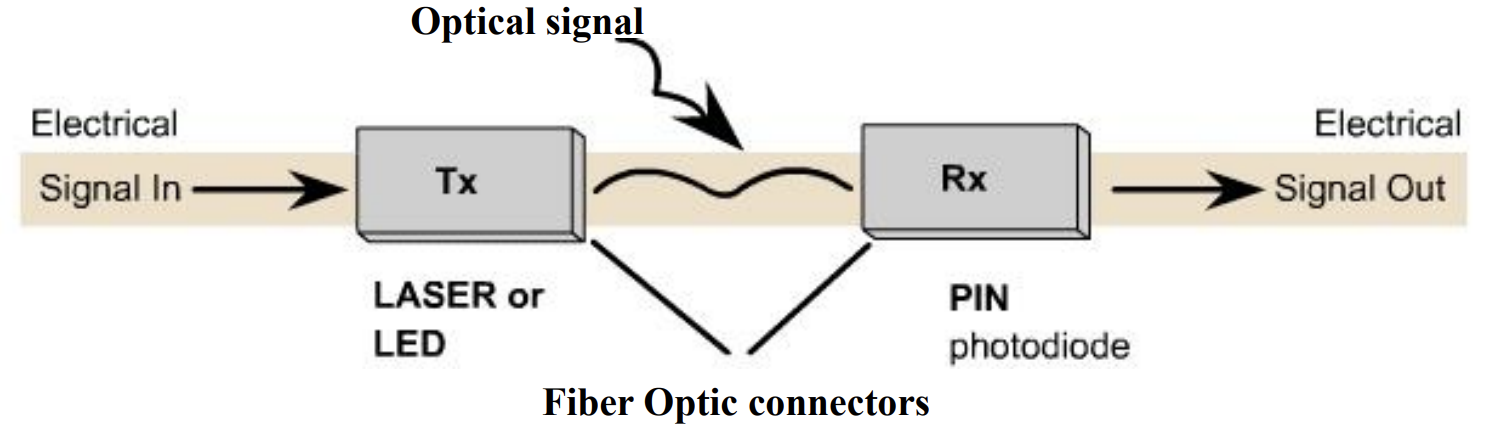 Optical signal
Electrical
Signal In
Tx
LASER or
LED
Rx
PIN
photodiode
Electrical
Signal Out
Fiber Optic connectors